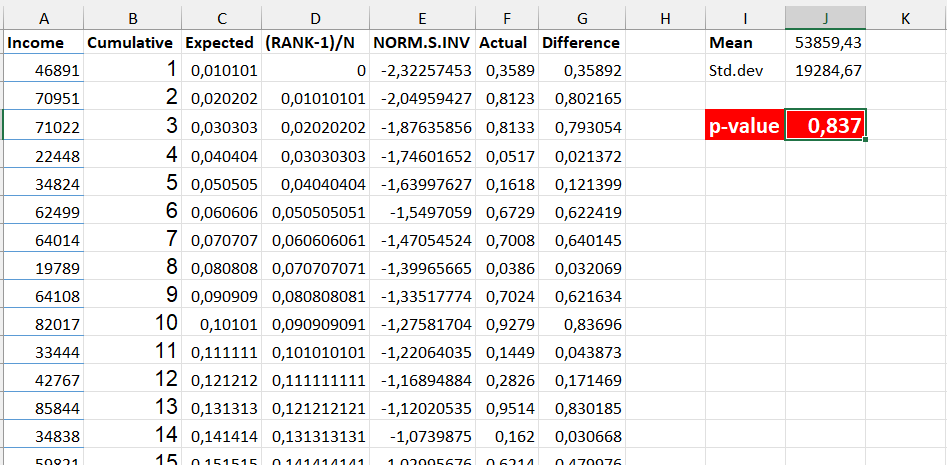 A B C D E F G H I J K
Income Cumulative Expected (RANK-1)/N NORM.S.INV Actual Difference Mean 53859,43
46891 1 0,010101 0 -2,32257453 0,3589 0,35892 Std.dev 19284,67
70951 2 0,020202 0,01010101 -2,04959427 0,8123 0,802165
71022 3 0,030303 0,02020202 -1,87635856 0,8133 0,793054 p-value 0,837
22448 4 0,040404 0,03030303 -1,74601652 0,0517 0,021372
34824 5 0,050505 0,04040404 -1,63997627 0,1618 0,121399
62499 6 0,060606 0,050505051 -1,5497059 0,6729 0,622419
64014 7 0,070707 0,060606061 -1,47054524 0,7008 0,640145
19789 8 0,080808 0,070707071 -1,39965665 0,0386 0,032069
64108 9 0,090909 0,080808081 -1,33517774 0,7024 0,621634
82017 10 0,10101 0,090909091 -1,27581704 0,9279 0,83696
33444 11 0,111111 0,101010101 -1,22064035 0,1449 0,043873
42767 12 0,121212 0,111111111 -1,16894884 0,2826 0,171469
85844 13 0,131313 0,121212121 -1,12020535 0,9514 0,830185
34838 14 0,141414 0,131313131 -1,0739875 0,162 0,030668
59821 15 0,151515 0,141414141 -1,02995676 0,6214 0,479976